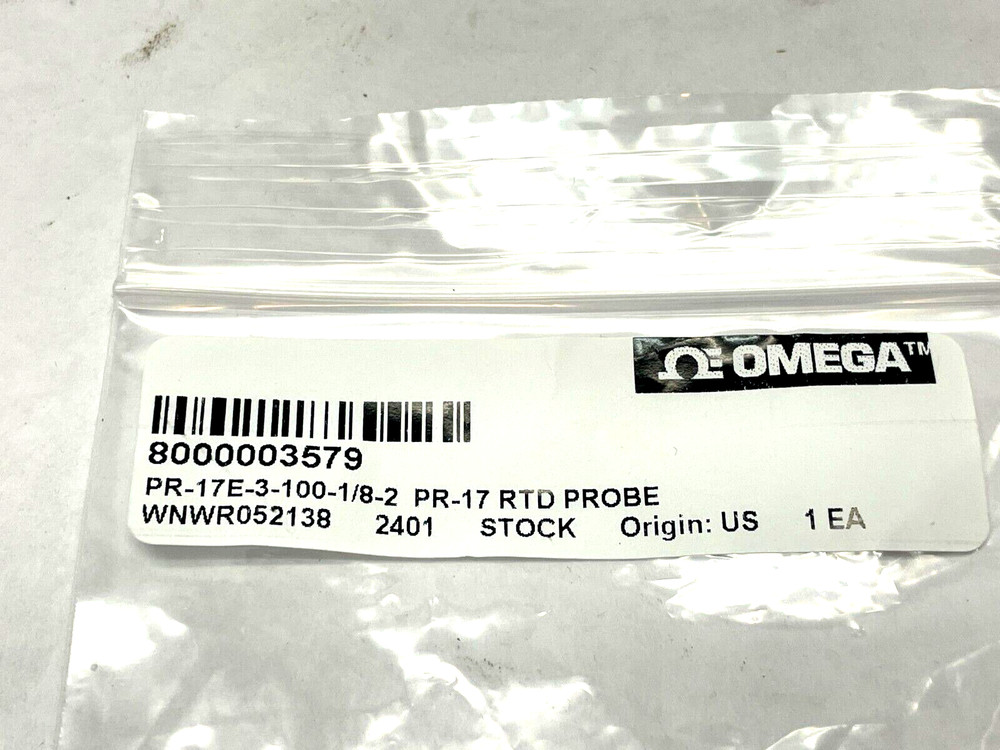 ΩE OMEGA™
8000003579
PR-17E-3-100-1/8-2 PR-17 RTD PROBE
WNWR052138 2401 STOCK Origin: US 1 EA